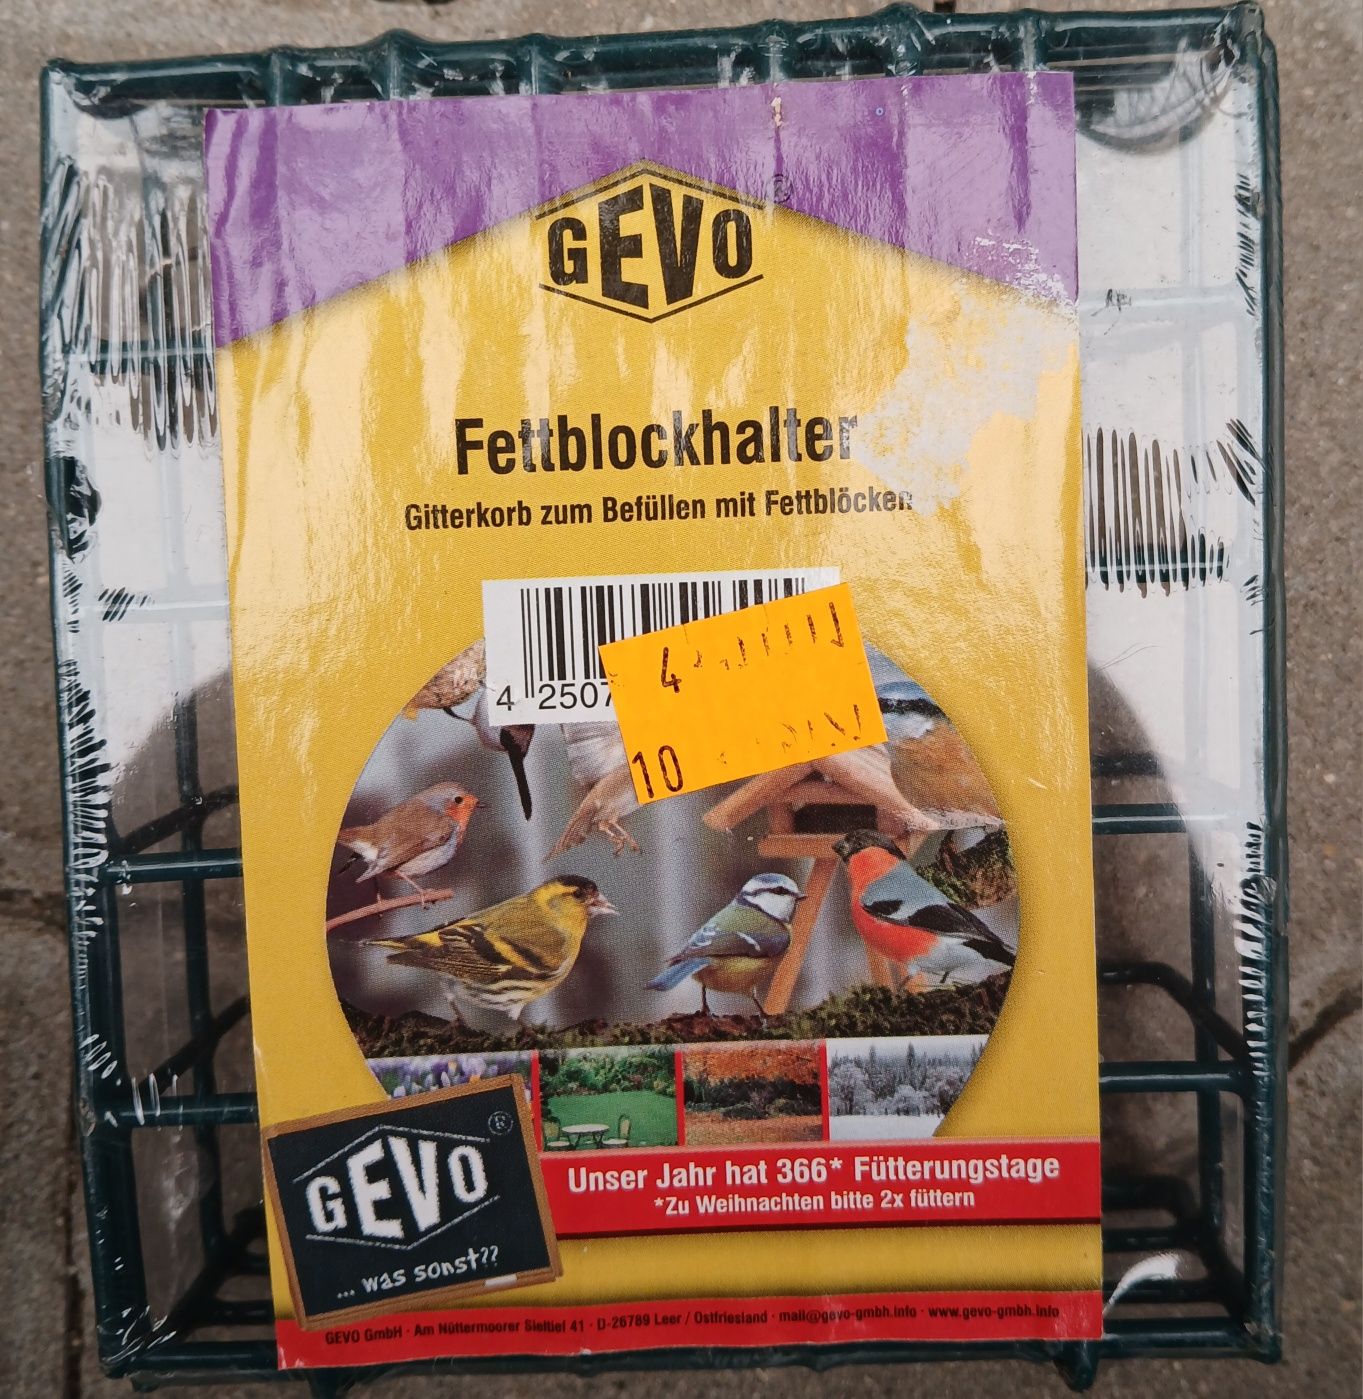 GEVO®
Fettblockhalter
Gitterkorb zum Befüllen mit Fettblöcken
4 2507
4
10
GEVO®
... was sonst??
Unser Jahr hat 366* Fütterungstage
*Zu Weihnachten bitte 2x füttern
GEVO GmbH · Am Nüttermoorer Sieltief 41 · D-26789 Leer / Ostfriesland · mail@gevo-gmbh.info · www.gevo-gmbh.info